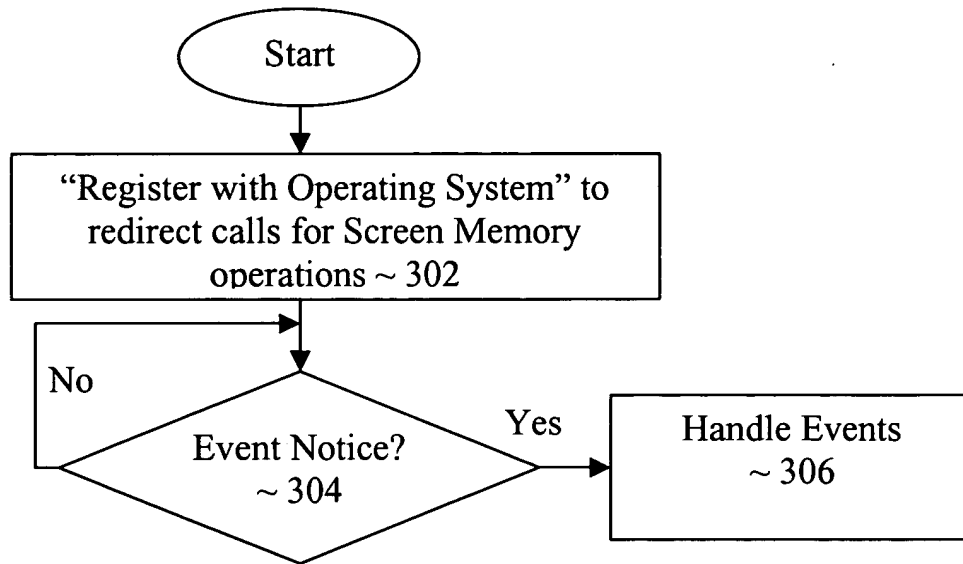 Start
“Register with Operating System” to
redirect calls for Screen Memory
operations ~ 302
No
Yes
Event Notice?
~ 304
Handle Events
~ 306